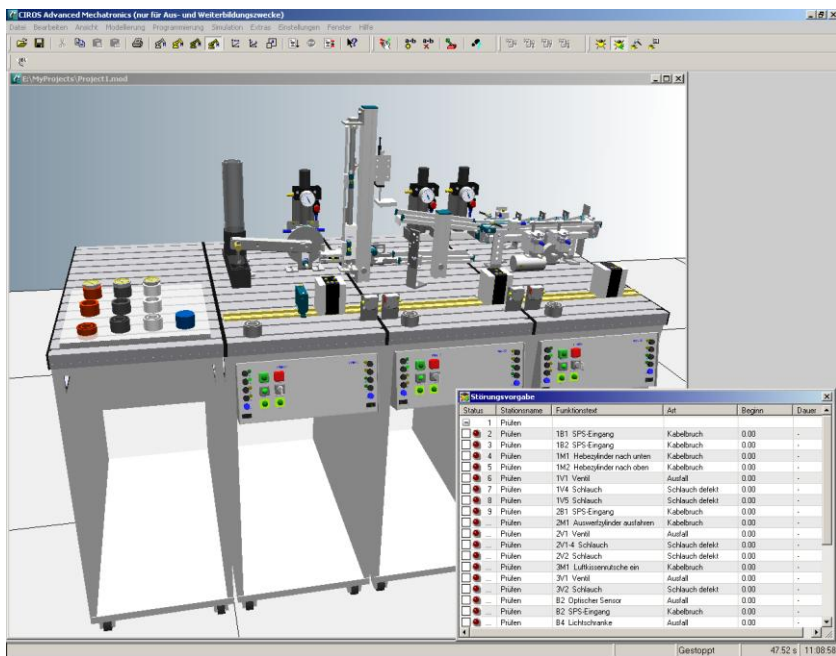 CIROS Advanced Mechatronics (nur für Aus- und Weiterbildungszwecke)
Datei Bearbeiten Ansicht Modellierung Programmierung Simulation Extras Einstellungen Fenster Hilfe
E:\MyProjects\Project1.mod
Störungsvorgabe
Status Stationsname Funktionstext Art Beginn Dauer
1 Prüfen
2 Prüfen 1B1 SPS-Eingang Kabelbruch 0.00 -
3 Prüfen 1B2 SPS-Eingang Kabelbruch 0.00 -
4 Prüfen 1M1 Hebezylinder nach unten Kabelbruch 0.00 -
5 Prüfen 1M2 Hebezylinder nach oben Kabelbruch 0.00 -
6 Prüfen 1V1 Ventil Ausfall 0.00 -
7 Prüfen 1V4 Schlauch Schlauch defekt 0.00 -
8 Prüfen 1V5 Schlauch Schlauch defekt 0.00 -
9 Prüfen 2B1 SPS-Eingang Kabelbruch 0.00 -
... Prüfen 2M1 Auswerfzylinder ausfahren Kabelbruch 0.00 -
... Prüfen 2V1 Ventil Ausfall 0.00 -
... Prüfen 2V1-4 Schlauch Schlauch defekt 0.00 -
... Prüfen 2V2 Schlauch Schlauch defekt 0.00 -
... Prüfen 3M1 Luftkissenrutsche ein Kabelbruch 0.00 -
... Prüfen 3V1 Ventil Ausfall 0.00 -
... Prüfen 3V2 Schlauch Schlauch defekt 0.00 -
... Prüfen B2 Optischer Sensor Ausfall 0.00 -
... Prüfen B2 SPS-Eingang Kabelbruch 0.00 -
... Prüfen B4 Lichtschranke Ausfall 0.00 -
Gestoppt 47.52 s 11:08:58